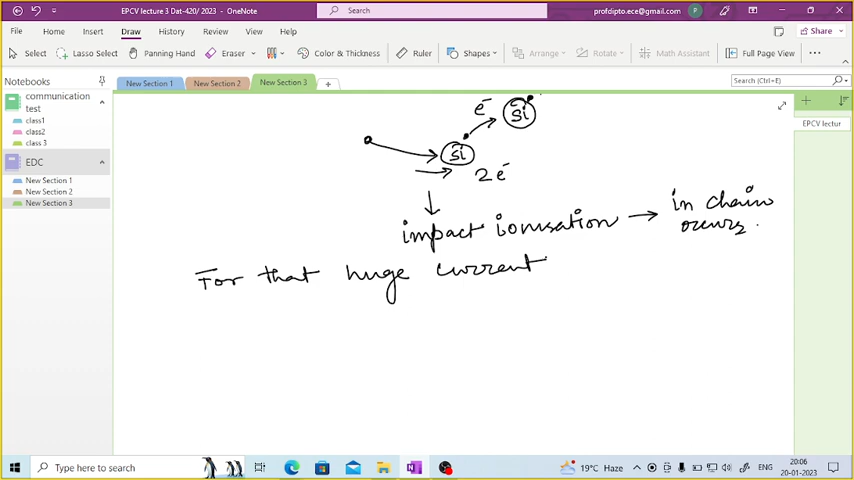 EPCV lecture 3 Dat-420/ 2023 - OneNote
Search
profdipto.ece@gmail.com
P
File
Home
Insert
Draw
History
Review
View
Help
Share
Select
Lasso Select
Panning Hand
Eraser
Color & Thickness
Ruler
Shapes
Arrange
Rotate
Math Assistant
Full Page View
Notebooks
New Section 1
New Section 2
New Section 3
Search (Ctrl+E)
communication
test
class1
class2
class 3
EDC
New Section 1
New Section 2
New Section 3
EPCV lectur
e⁻
Si
Si
2e⁻
impact ionisation → in chain
occurs.
For that huge current
Type here to search
19°C Haze
ENG
20:06
20-01-2023